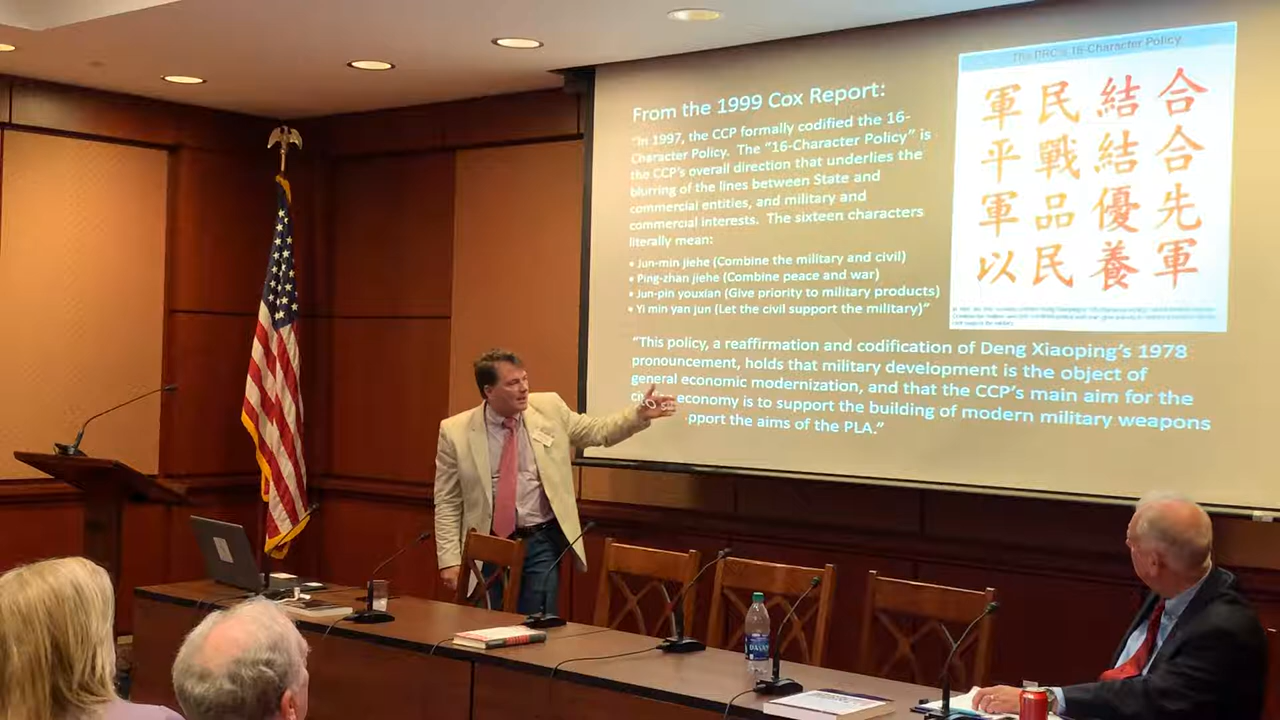 From the 1999 Cox Report:
"In 1997, the CCP formally codified the 16-
Character Policy. The "16-Character Policy" is
the CCP's overall direction that underlies the
blurring of the lines between State and
commercial entities, and military and
commercial interests. The sixteen characters
literally mean:
• Jun-min jiehe (Combine the military and civil)
• Ping-zhan jiehe (Combine peace and war)
• Jun-pin youxian (Give priority to military products)
• Yi min yan jun (Let the civil support the military)"
"This policy, a reaffirmation and codification of Deng Xiaoping's 1978
pronouncement, holds that military development is the object of
general economic modernization, and that the CCP's main aim for the
economy is to support the building of modern military weapons
pport the aims of the PLA."
The PRC's 16-Character Policy
軍民結合
平戰結合
軍品優先
以民養軍
DASANI